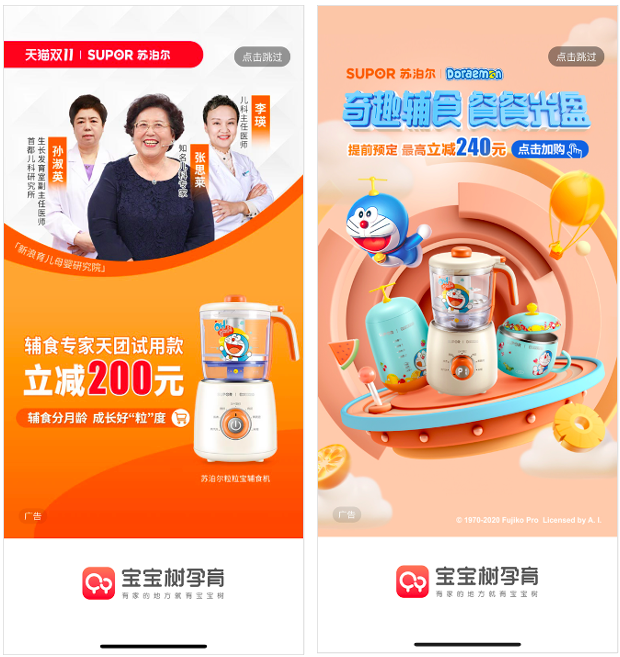 天猫双11 | SUPOR 苏泊尔
点击跳过
孙淑英
生长发育室副主任医师
首都儿科研究所
张思莱
知名儿科专家
李瑛
儿科主任医师
「新浪育儿母婴研究院」
辅食专家天团试用款
立减200元
辅食分月龄 成长好“粒”度
苏泊尔粒粒宝辅食机
广告
宝宝树孕育
有家的地方就有宝宝树
点击跳过
SUPOR 苏泊尔 | Doraemon
奇趣辅食 餐餐光盘
提前预定 最高立减240元 点击加购
SUPOR
广告
宝宝树孕育
有家的地方就有宝宝树